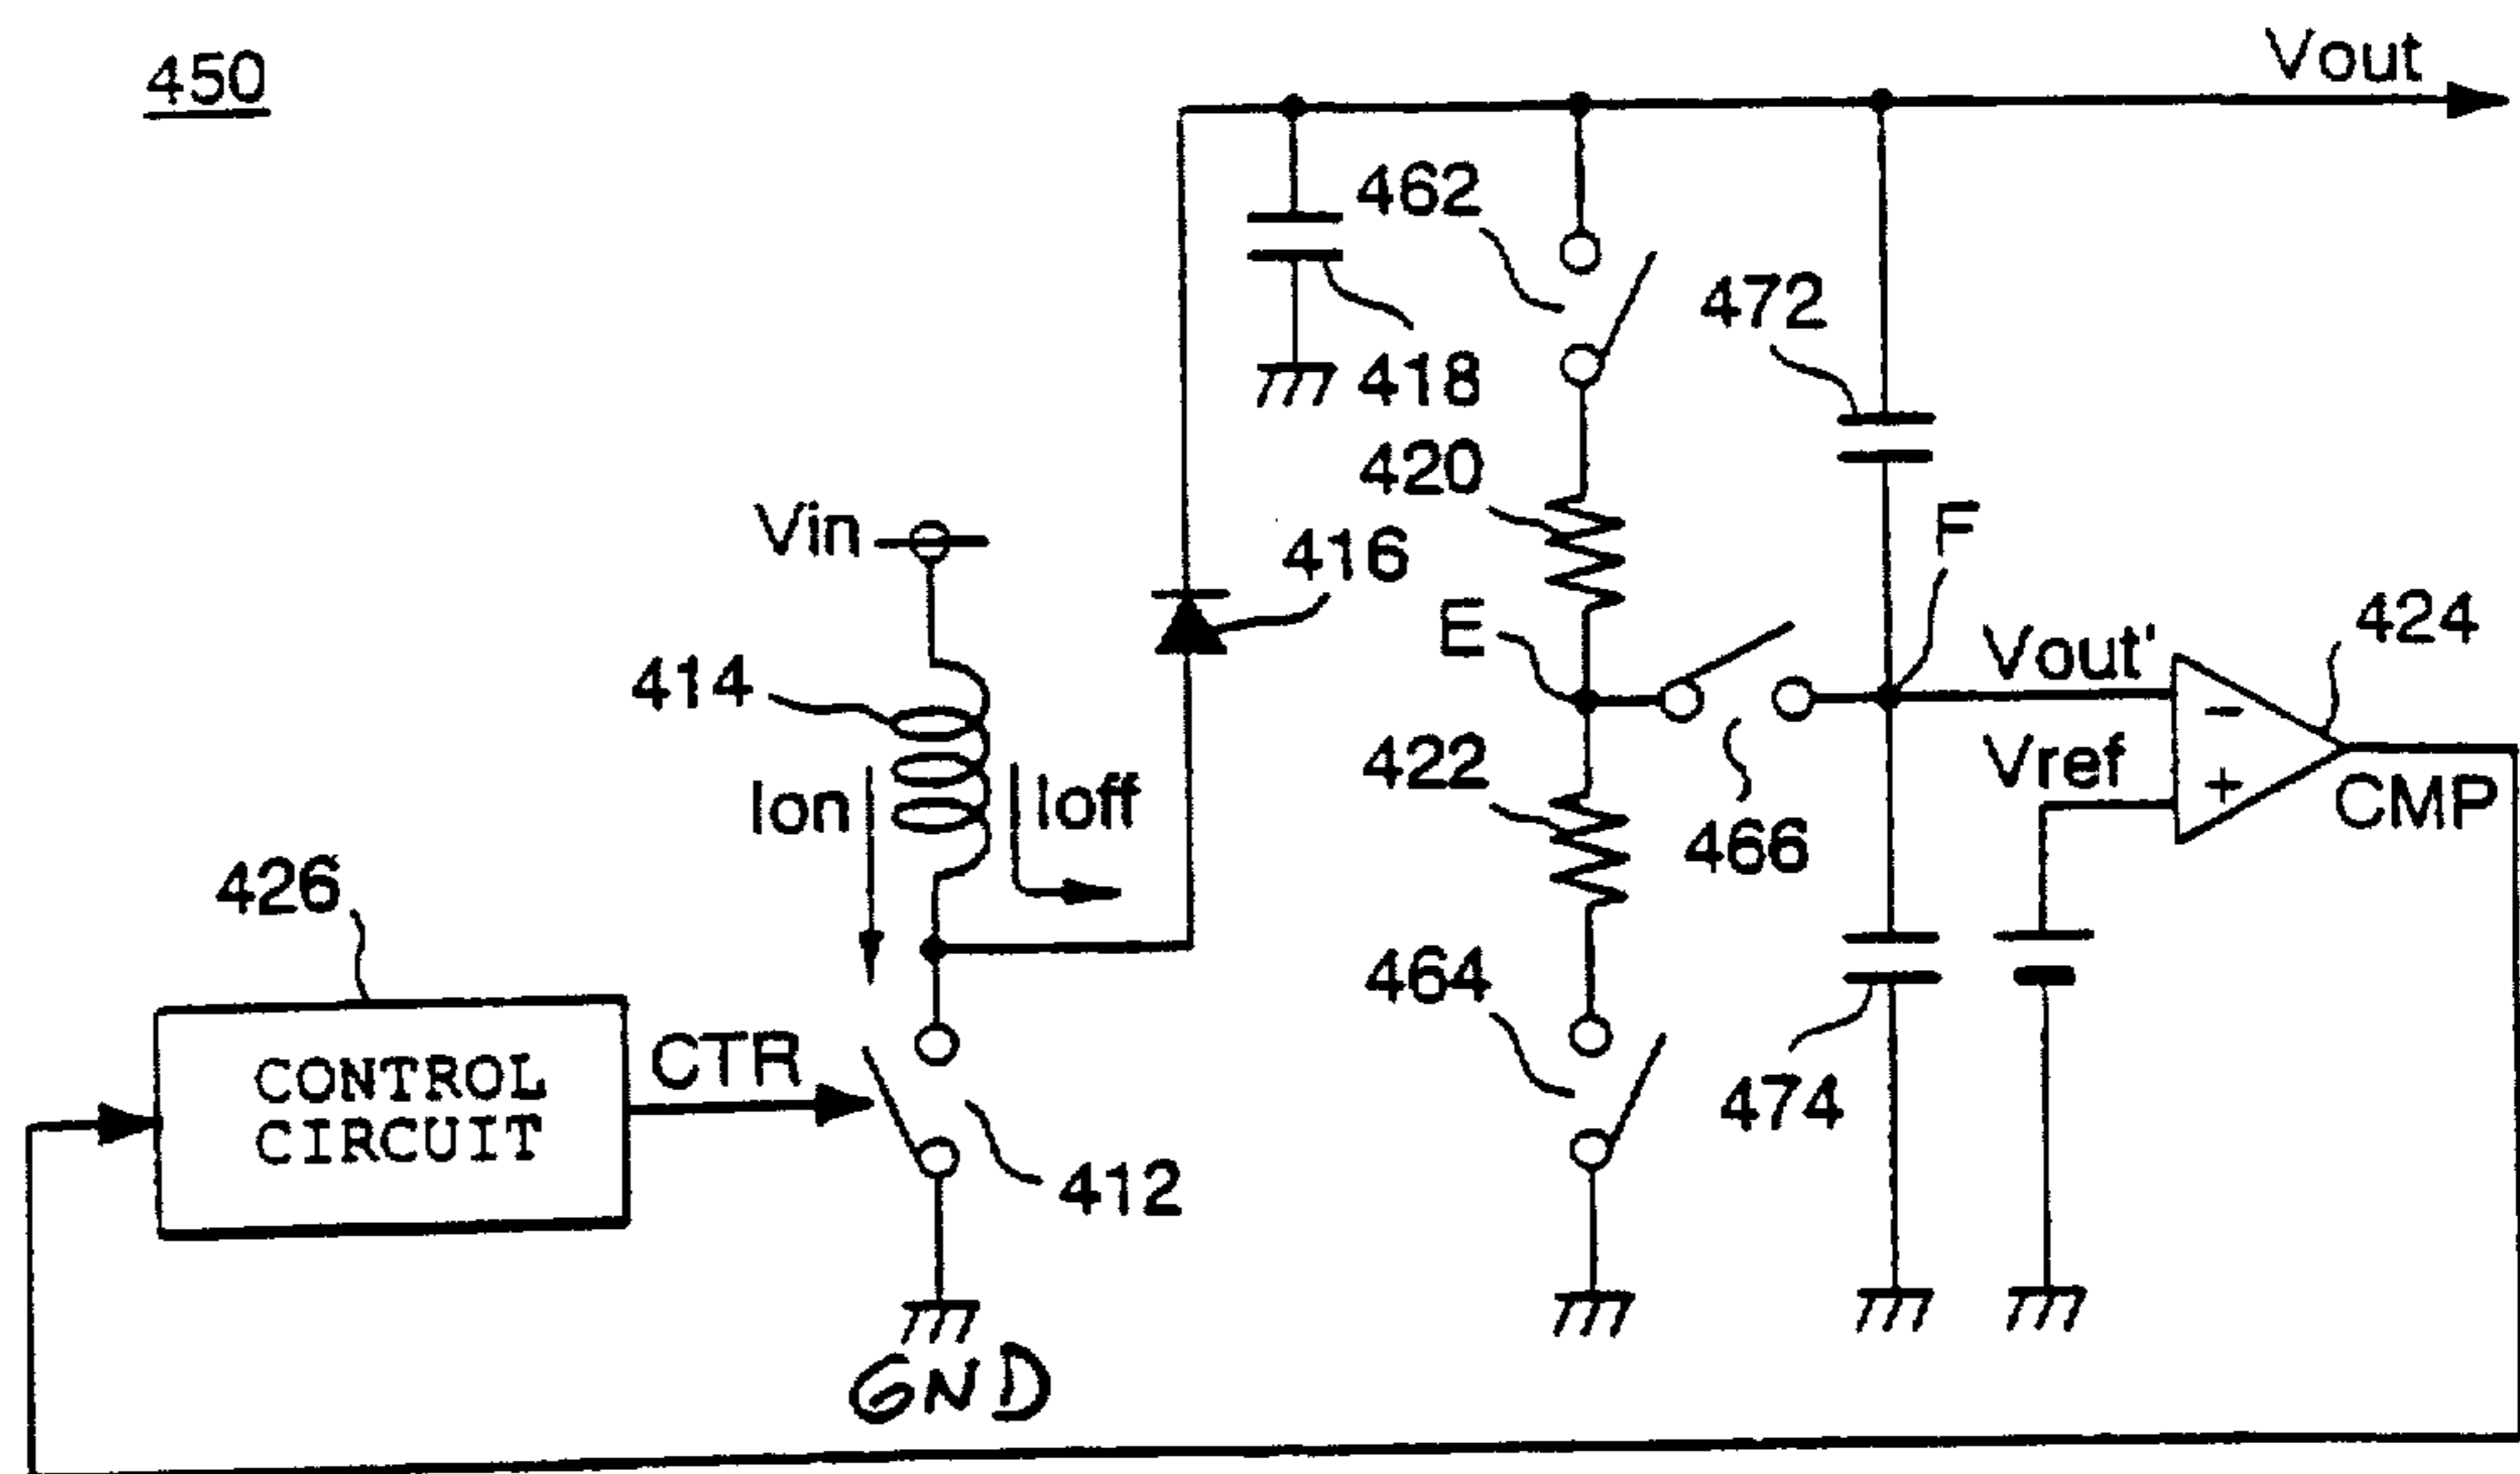 450
Vout
462
472
418
420
Vin
416
F
E
Vout'
424
414
422
Vref
-
+
Ion
Ioff
466
CMP
426
464
CONTROL
CIRCUIT
CTR
474
412
GND